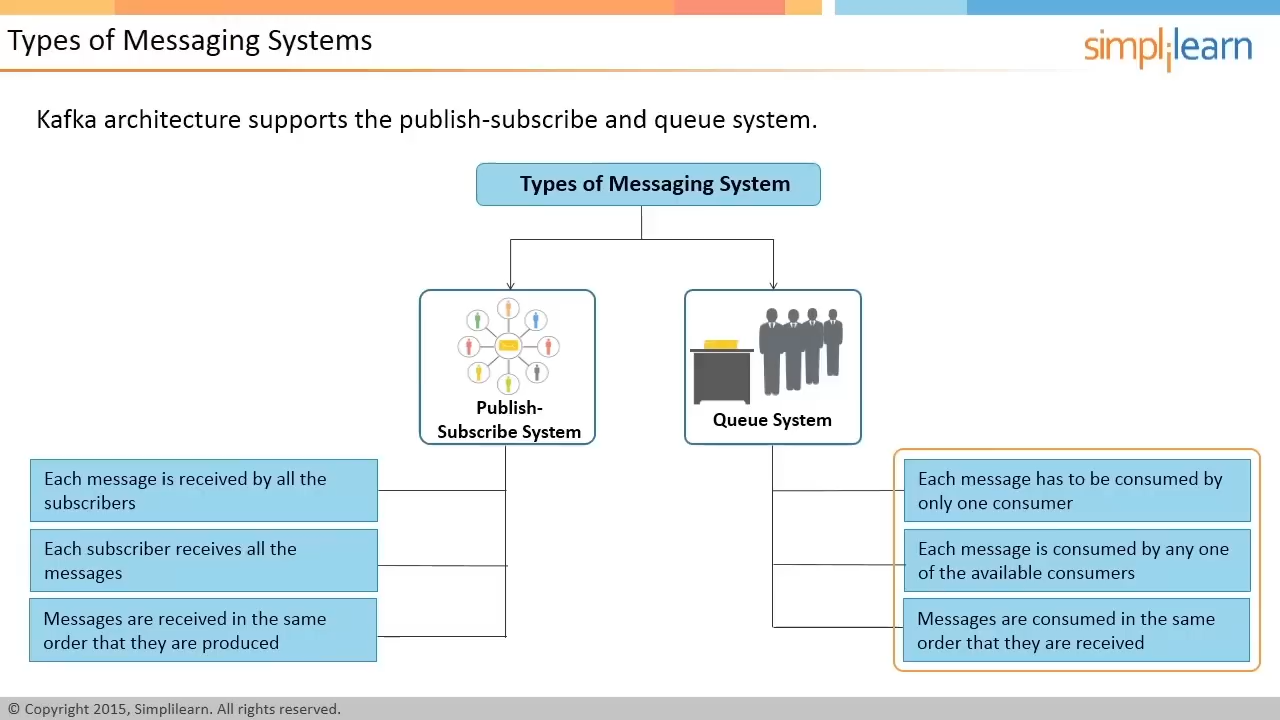 Types of Messaging Systems
simplilearn
Kafka architecture supports the publish-subscribe and queue system.
Types of Messaging System
Publish-
Subscribe System
Queue System
Each message is received by all the
subscribers
Each subscriber receives all the
messages
Messages are received in the same
order that they are produced
Each message has to be consumed by
only one consumer
Each message is consumed by any one
of the available consumers
Messages are consumed in the same
order that they are received
© Copyright 2015, Simplilearn. All rights reserved.